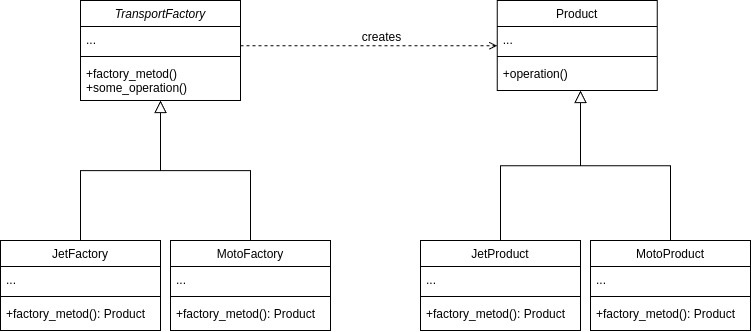 TransportFactory
...
+factory_metod()
+some_operation()
creates
Product
...
+operation()
JetFactory
...
+factory_metod(): Product
MotoFactory
...
+factory_metod(): Product
JetProduct
...
+factory_metod(): Product
MotoProduct
...
+factory_metod(): Product